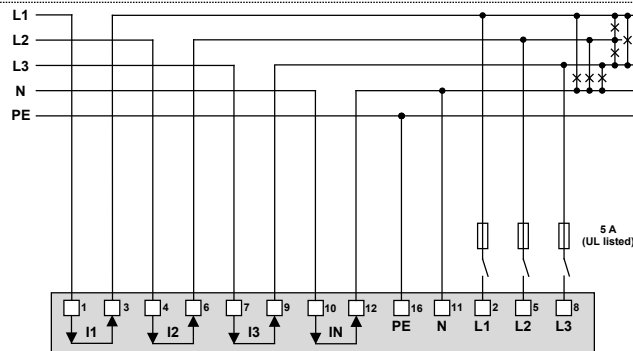 L1
L2
L3
N
PE
5 A
(UL listed)
1 3 4 6 7 9 10 12 16 11 2 5 8
I1 I2 I3 IN PE N L1 L2 L3